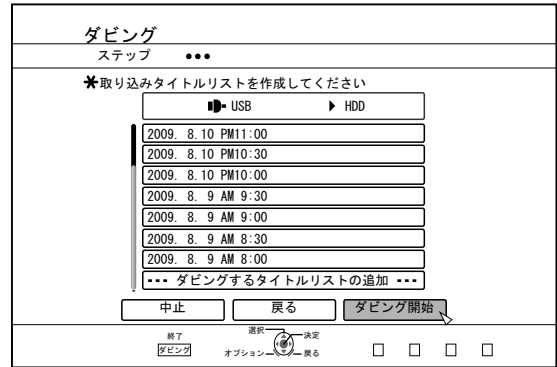 ダビング
ステップ ●●●
✱取り込みタイトルリストを作成してください
USB ▶ HDD
2009. 8.10 PM11:00
2009. 8.10 PM10:30
2009. 8.10 PM10:00
2009. 8. 9 AM 9:30
2009. 8. 9 AM 9:00
2009. 8. 9 AM 8:30
2009. 8. 9 AM 8:00
--- ダビングするタイトルリストの追加 ---
中止 戻る ダビング開始
終了 選択 決定
ダビング オプション 戻る